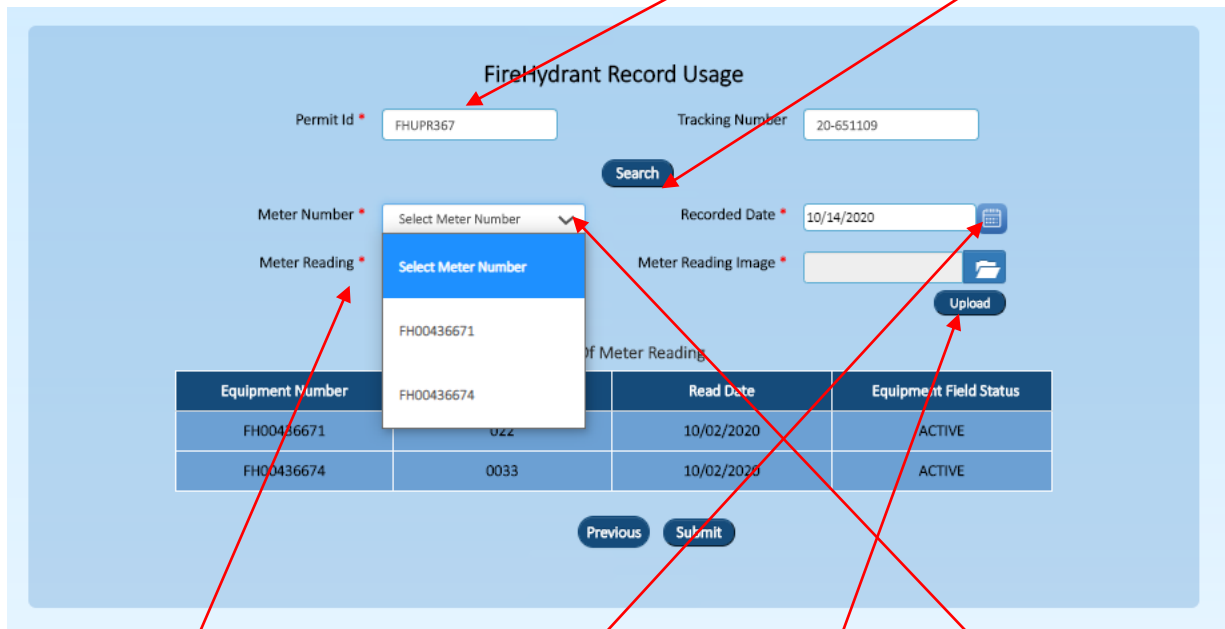 FireHydrant Record Usage
Permit Id * FHUPR367 Tracking Number 20-651109
Search
Meter Number * Select Meter Number Recorded Date * 10/14/2020
Meter Reading * Select Meter Number Meter Reading Image *
Upload
FH00436671
Of Meter Reading
Equipment Number FH00436674 Read Date Equipment Field Status
FH00436671 022 10/02/2020 ACTIVE
FH00436674 0033 10/02/2020 ACTIVE
Previous Submit